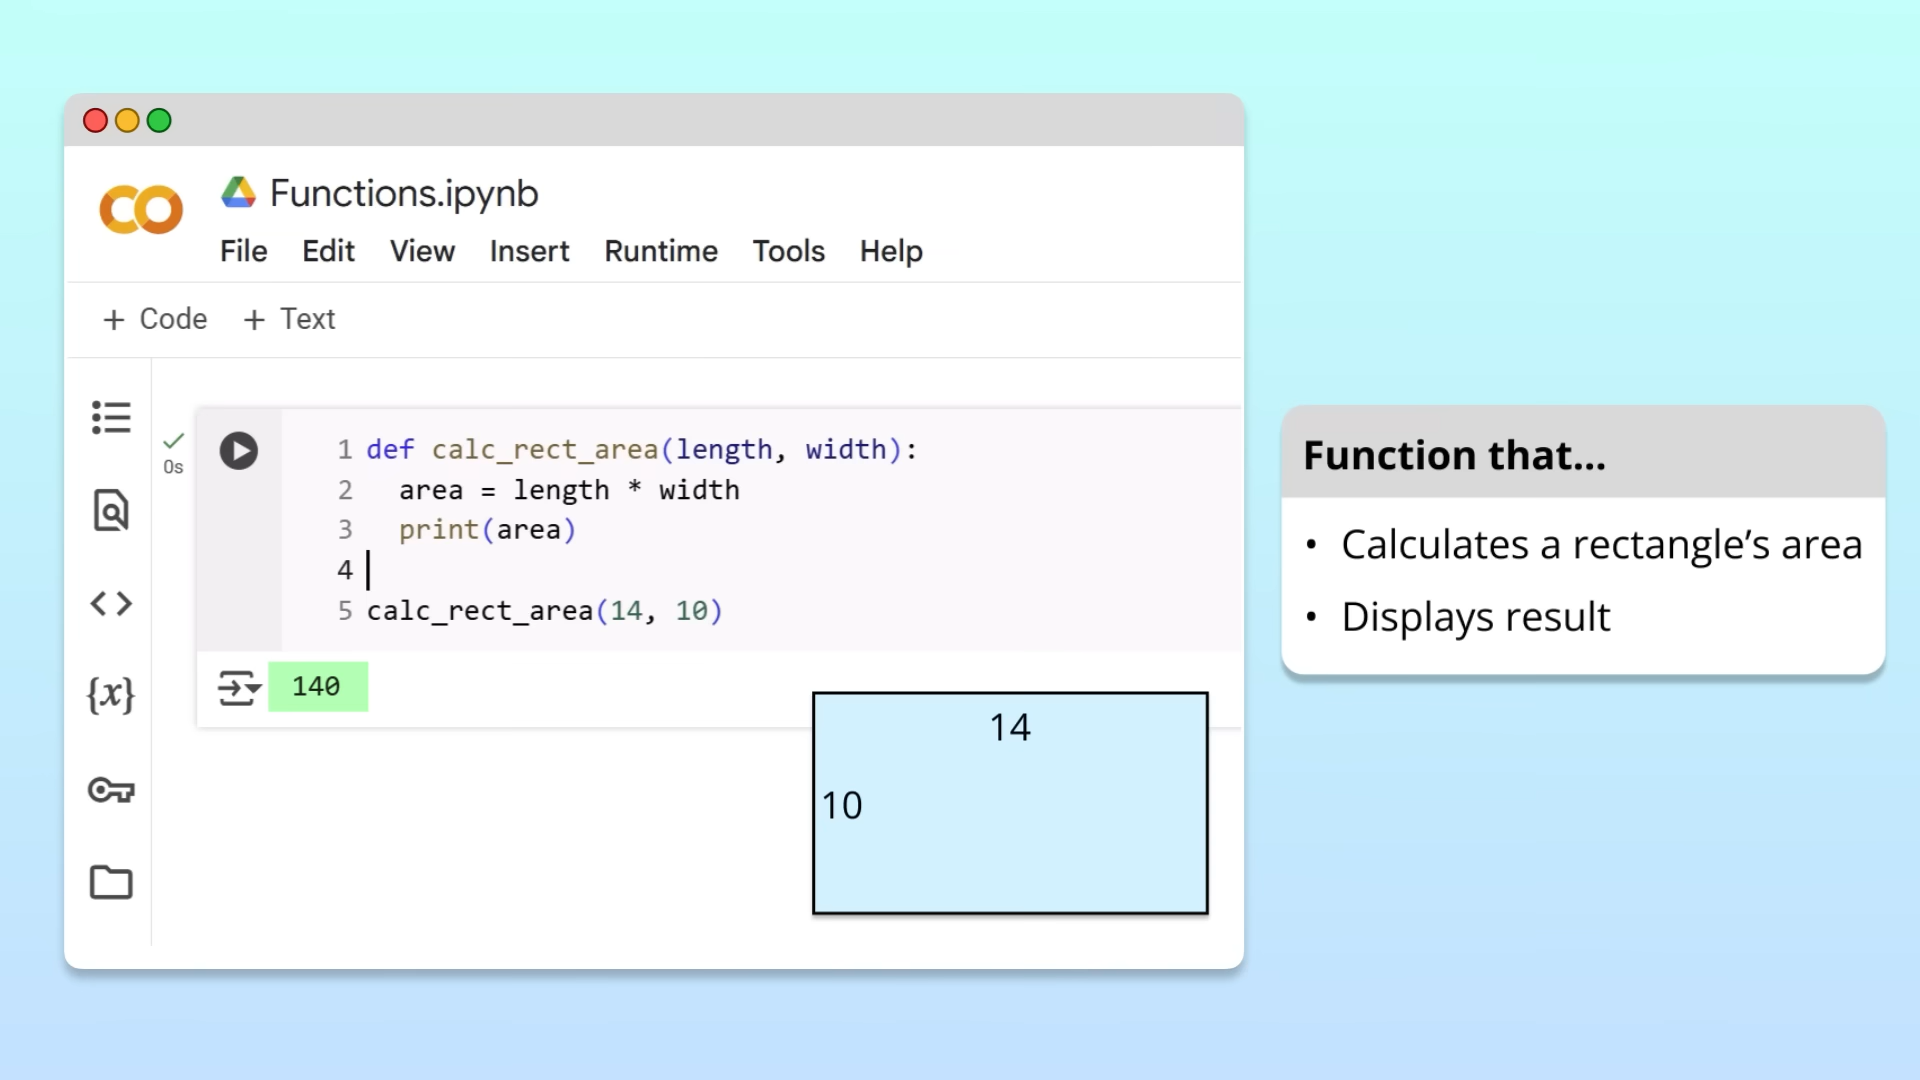 Functions.ipynb
File Edit View Insert Runtime Tools Help
+ Code + Text
0s
1 def calc_rect_area(length, width):
2   area = length * width
3   print(area)
4
5 calc_rect_area(14, 10)
140
14
10
Function that...
• Calculates a rectangle’s area
• Displays result